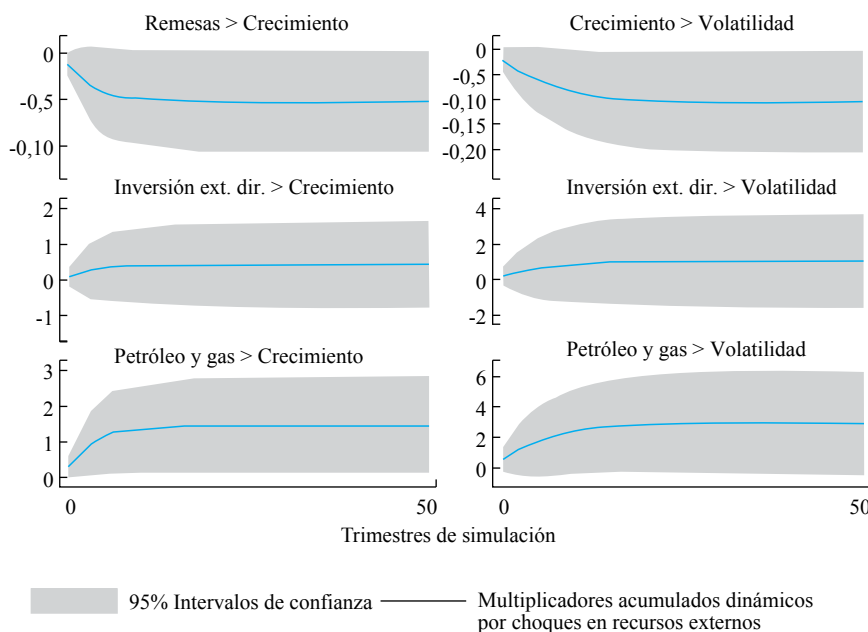 Remesas > Crecimiento
0
-0,5
-0,10
Crecimiento > Volatilidad
0
-0,5
-0,10
-0,15
-0,20
Inversión ext. dir. > Crecimiento
2
1
0
-1
Inversión ext. dir. > Volatilidad
4
2
0
-2
Petróleo y gas > Crecimiento
3
2
1
0
0
50
Petróleo y gas > Volatilidad
6
4
2
0
0
50
Trimestres de simulación
95% Intervalos de confianza
Multiplicadores acumulados dinámicos
por choques en recursos externos